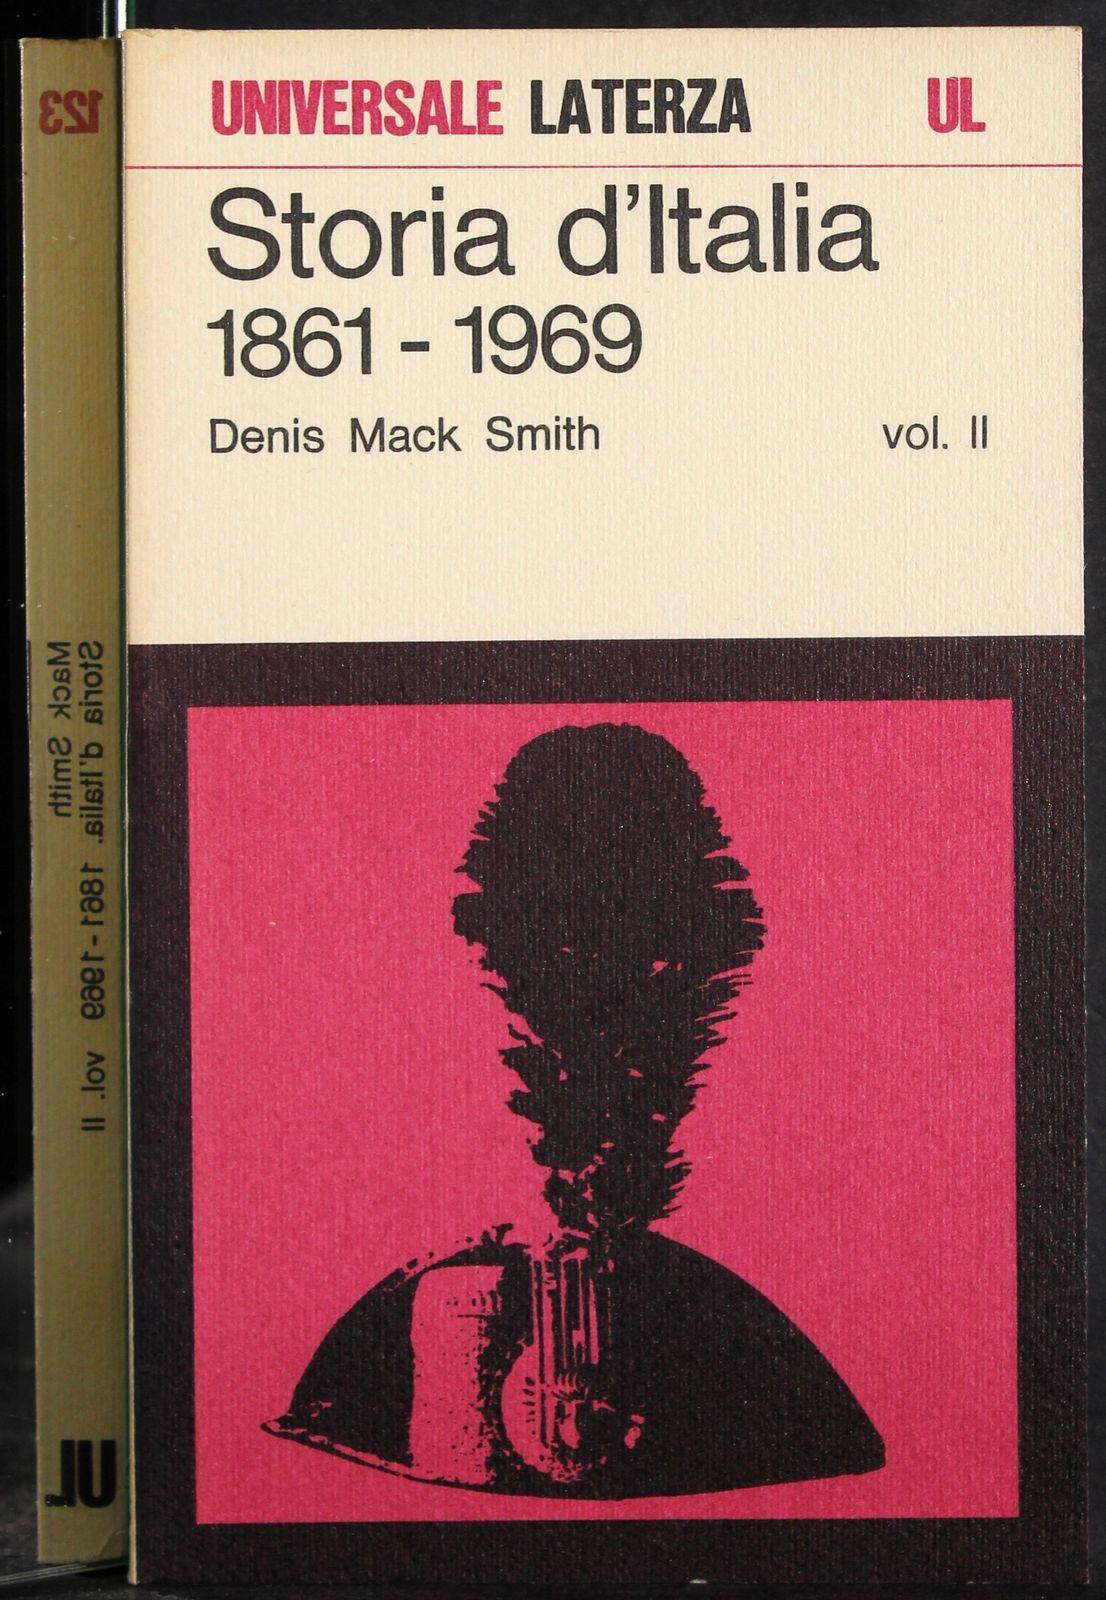 UNIVERSALE LATERZA UL
Storia d'Italia
1861 - 1969
Denis Mack Smith vol. II
123
Storia d'Italia. 1861-1969 vol. II
Mack Smith
UL